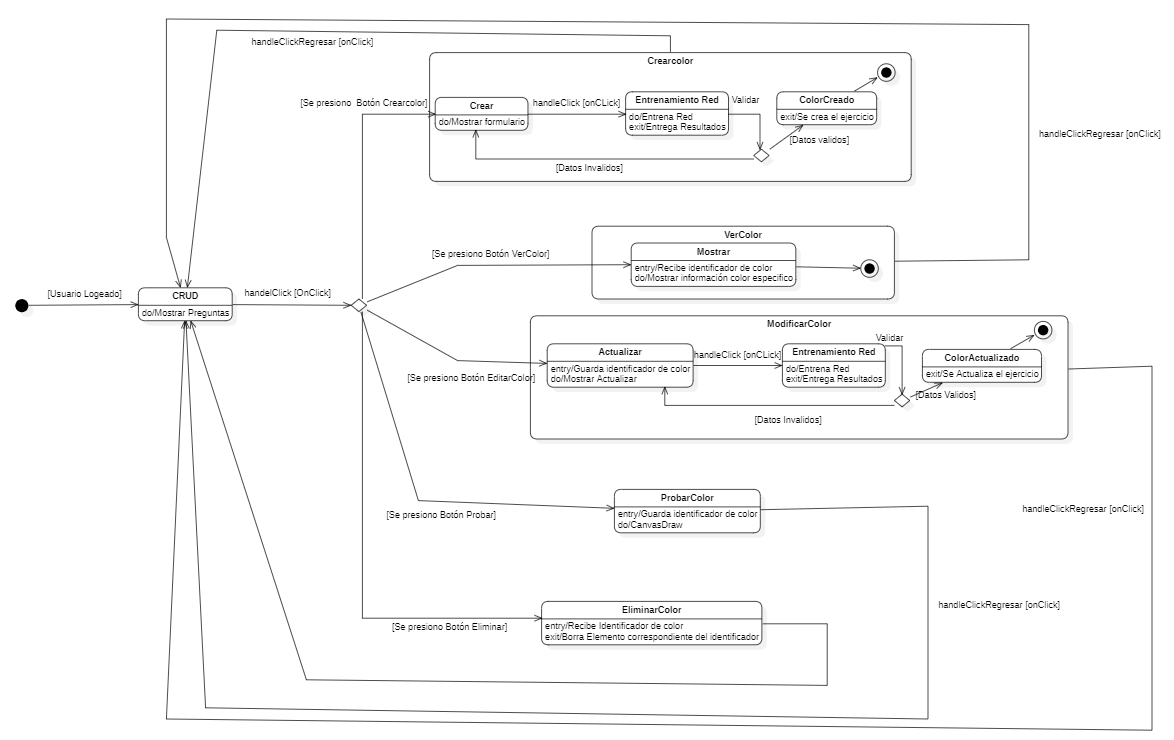 handleClickRegresar [onClick]
Crearcolor
[Se presiono  Botón Crearcolor]
Crear
do/Mostrar formulario
handleClick [onCLick]
Entrenamiento Red
do/Entrena Red
exit/Entrega Resultados
Validar
ColorCreado
exit/Se crea el ejercicio
[Datos validos]
[Datos Invalidos]
handleClickRegresar [onClick]
VerColor
[Se presiono Botón VerColor]
Mostrar
entry/Recibe identificador de color
do/Mostrar información color especifico
[Usuario Logeado]
CRUD
do/Mostrar Preguntas
handelClick [OnClick]
ModificarColor
[Se presiono Botón EditarColor]
Actualizar
entry/Guarda identificador de color
do/Mostrar Actualizar
handleClick [onCLick]
Entrenamiento Red
do/Entrena Red
exit/Entrega Resultados
Validar
ColorActualizado
exit/Se Actualiza el ejercicio
[Datos Validos]
[Datos Invalidos]
[Se presiono Botón Probar]
ProbarColor
entry/Guarda identificador de color
do/CanvasDraw
handleClickRegresar [onClick]
handleClickRegresar [onClick]
[Se presiono Botón Eliminar]
EliminarColor
entry/Recibe Identificador de color
exit/Borra Elemento correspondiente del identificador